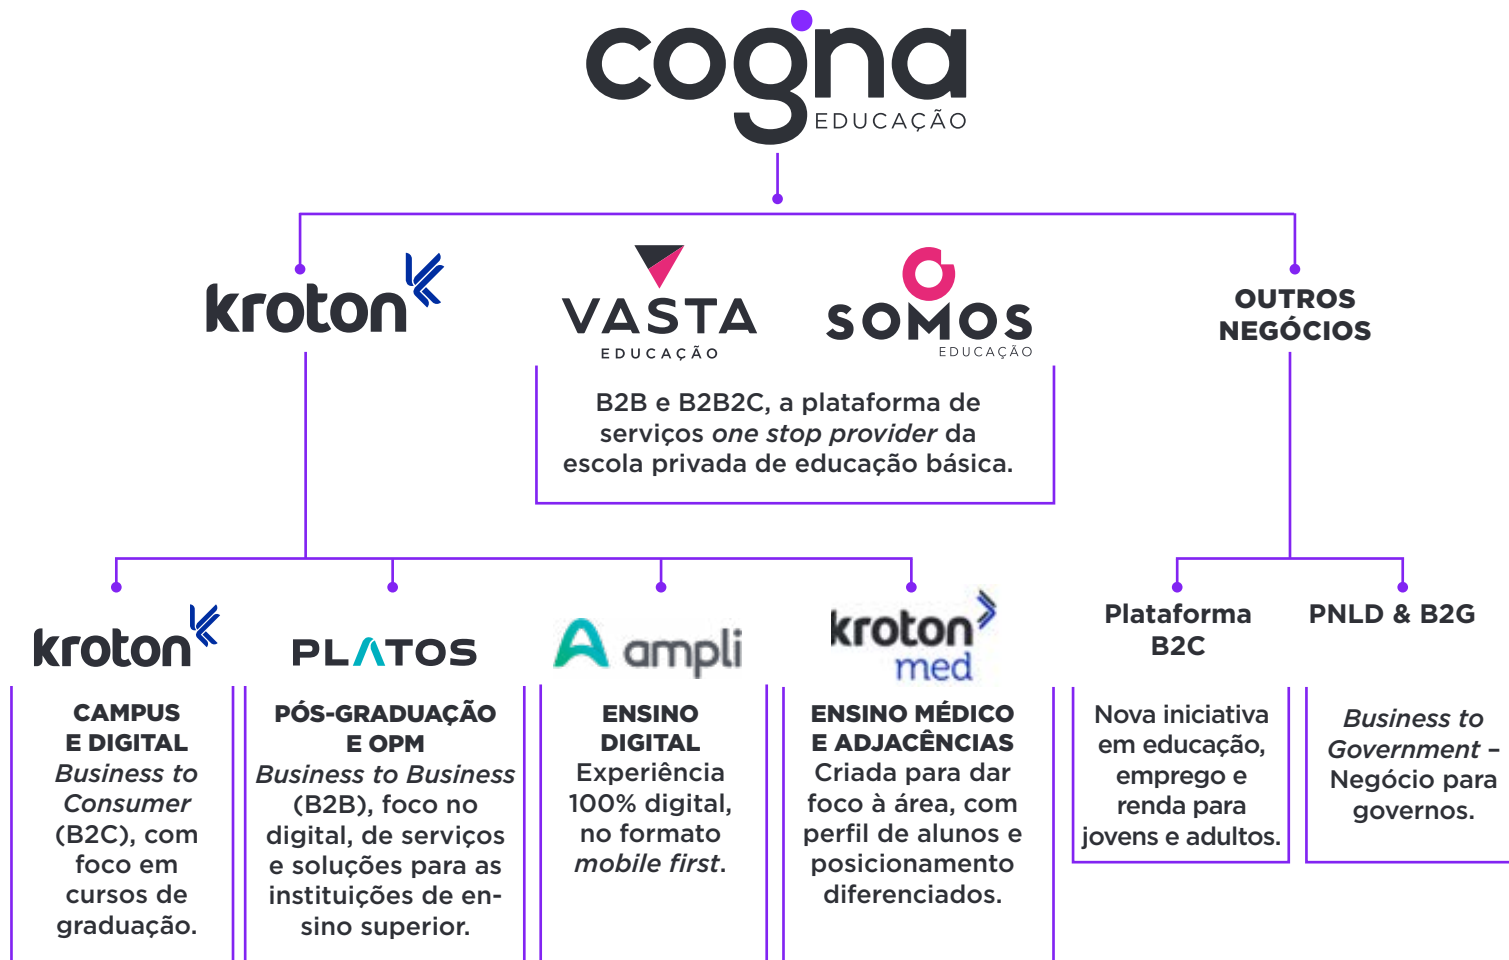 cogna
EDUCAÇÃO
kroton
VASTA
EDUCAÇÃO
SOMOS
EDUCAÇÃO
B2B e B2B2C, a plataforma de
serviços one stop provider da
escola privada de educação básica.
OUTROS
NEGÓCIOS
kroton
CAMPUS
E DIGITAL
Business to
Consumer
(B2C), com
foco em
cursos de
graduação.
PLATOS
PÓS-GRADUAÇÃO
E OPM
Business to Business
(B2B), foco no
digital, de serviços
e soluções para as
instituições de en-
sino superior.
ampli
ENSINO
DIGITAL
Experiência
100% digital,
no formato
mobile first.
kroton
med
ENSINO MÉDICO
E ADJACÊNCIAS
Criada para dar
foco à área, com
perfil de alunos e
posicionamento
diferenciados.
Plataforma
B2C
Nova iniciativa
em educação,
emprego e
renda para
jovens e adultos.
PNLD & B2G
Business to
Government –
Negócio para
governos.